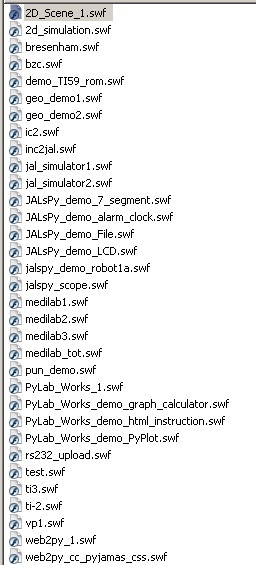 2D_Scene_1.swf
2d_simulation.swf
bresenham.swf
bzc.swf
demo_TI59_rom.swf
geo_demo1.swf
geo_demo2.swf
ic2.swf
inc2jal.swf
jal_simulator1.swf
jal_simulator2.swf
JALsPy_demo_7_segment.swf
JALsPy_demo_alarm_clock.swf
JALsPy_demo_File.swf
JALsPy_demo_LCD.swf
jalspy_demo_robot1a.swf
jalspy_scope.swf
medilab1.swf
medilab2.swf
medilab3.swf
medilab_tot.swf
pun_demo.swf
PyLab_Works_1.swf
PyLab_Works_demo_graph_calculator.swf
PyLab_Works_demo_html_instruction.swf
PyLab_Works_demo_PyPlot.swf
rs232_upload.swf
test.swf
ti3.swf
ti-2.swf
vp1.swf
web2py_1.swf
web2py_cc_pyjamas_css.swf